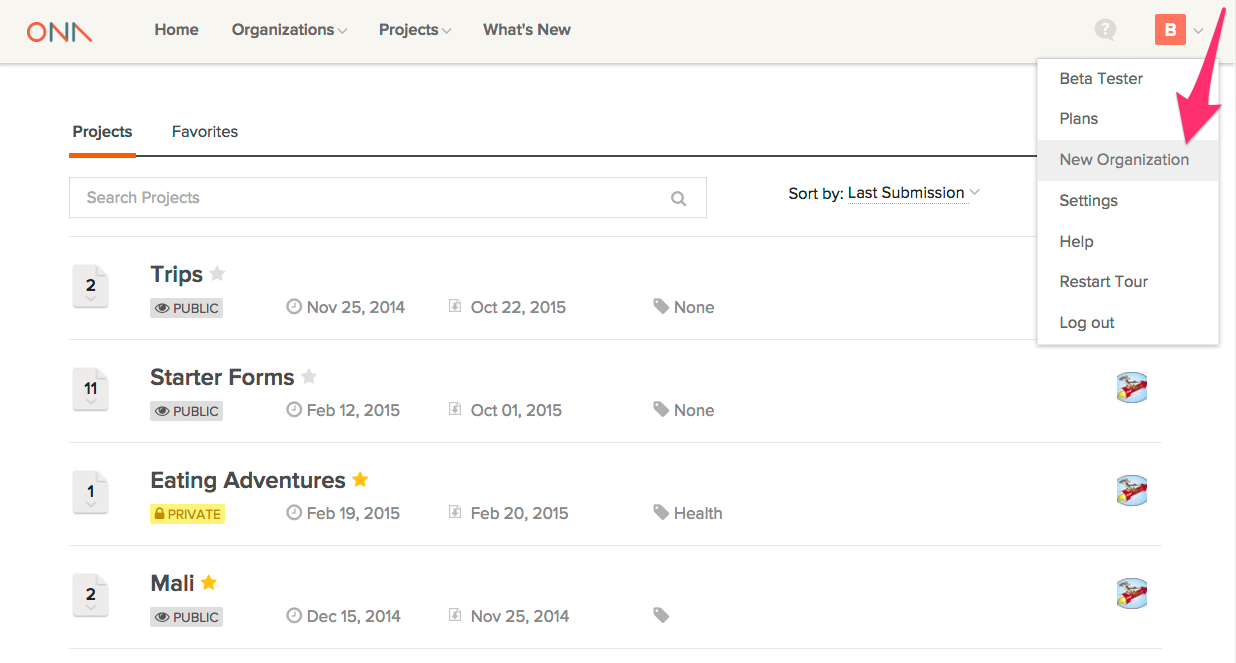 ONA Home Organizations Projects What's New ? B
Beta Tester
Plans
New Organization
Settings
Help
Restart Tour
Log out
Projects Favorites
Search Projects Sort by: Last Submission
2 Trips
PUBLIC Nov 25, 2014 Oct 22, 2015 None
11 Starter Forms
PUBLIC Feb 12, 2015 Oct 01, 2015 None
1 Eating Adventures
PRIVATE Feb 19, 2015 Feb 20, 2015 Health
2 Mali
PUBLIC Dec 15, 2014 Nov 25, 2014